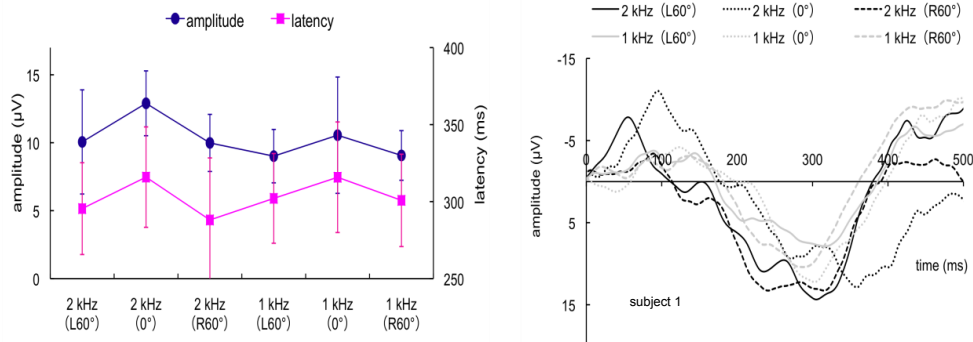 amplitude latency
15
10
5
0
amplitude (μV)
400
350
300
250
latency (ms)
2 kHz 2 kHz 2 kHz 1 kHz 1 kHz 1 kHz
(L60°) (0°) (R60°) (L60°) (0°) (R60°)
2 kHz (L60°) 2 kHz (0°) 2 kHz (R60°)
1 kHz (L60°) 1 kHz (0°) 1 kHz (R60°)
-15
-5
5
15
amplitude (μV)
0 100 200 300 400 500
time (ms)
subject 1